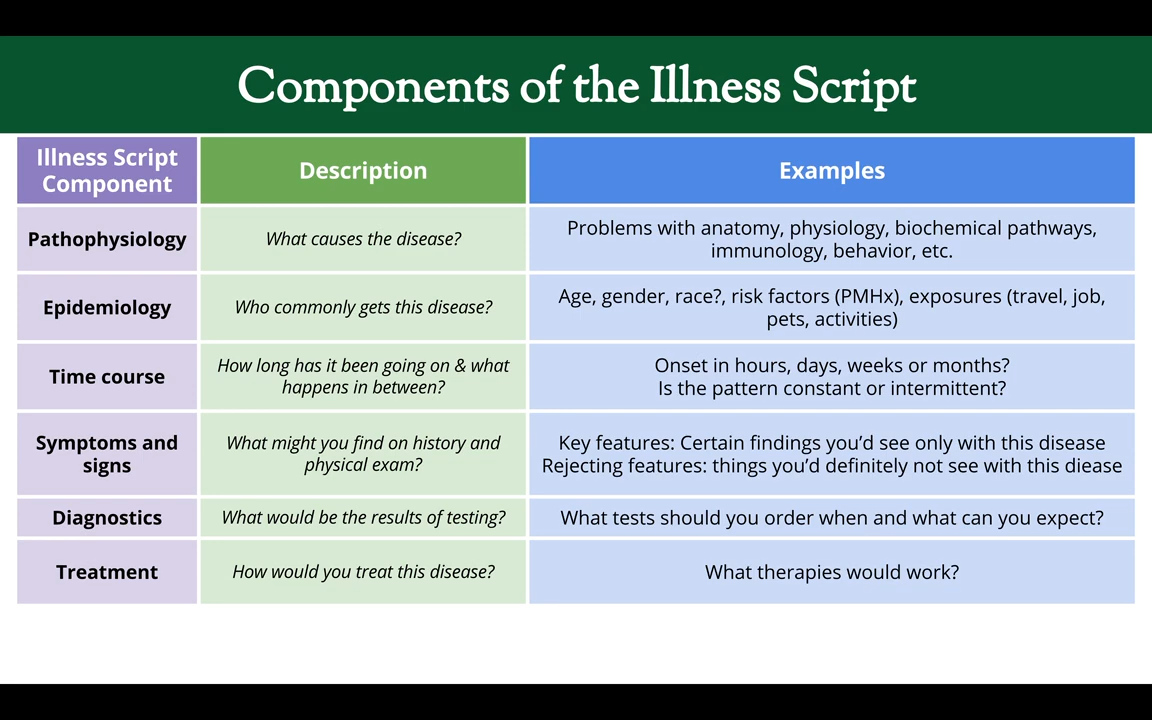 Components of the Illness Script
Illness Script
Component
Description
Examples
Pathophysiology
What causes the disease?
Problems with anatomy, physiology, biochemical pathways,
immunology, behavior, etc.
Epidemiology
Who commonly gets this disease?
Age, gender, race?, risk factors (PMHx), exposures (travel, job,
pets, activities)
Time course
How long has it been going on & what
happens in between?
Onset in hours, days, weeks or months?
Is the pattern constant or intermittent?
Symptoms and
signs
What might you find on history and
physical exam?
Key features: Certain findings you’d see only with this disease
Rejecting features: things you’d definitely not see with this diease
Diagnostics
What would be the results of testing?
What tests should you order when and what can you expect?
Treatment
How would you treat this disease?
What therapies would work?